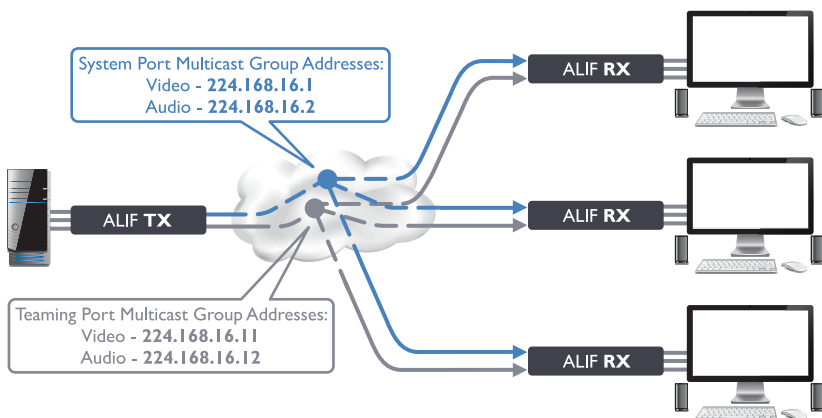 System Port Multicast Group Addresses:
Video - 224.168.16.1
Audio - 224.168.16.2
ALIF RX
ALIF TX
ALIF RX
Teaming Port Multicast Group Addresses:
Video - 224.168.16.11
Audio - 224.168.16.12
ALIF RX